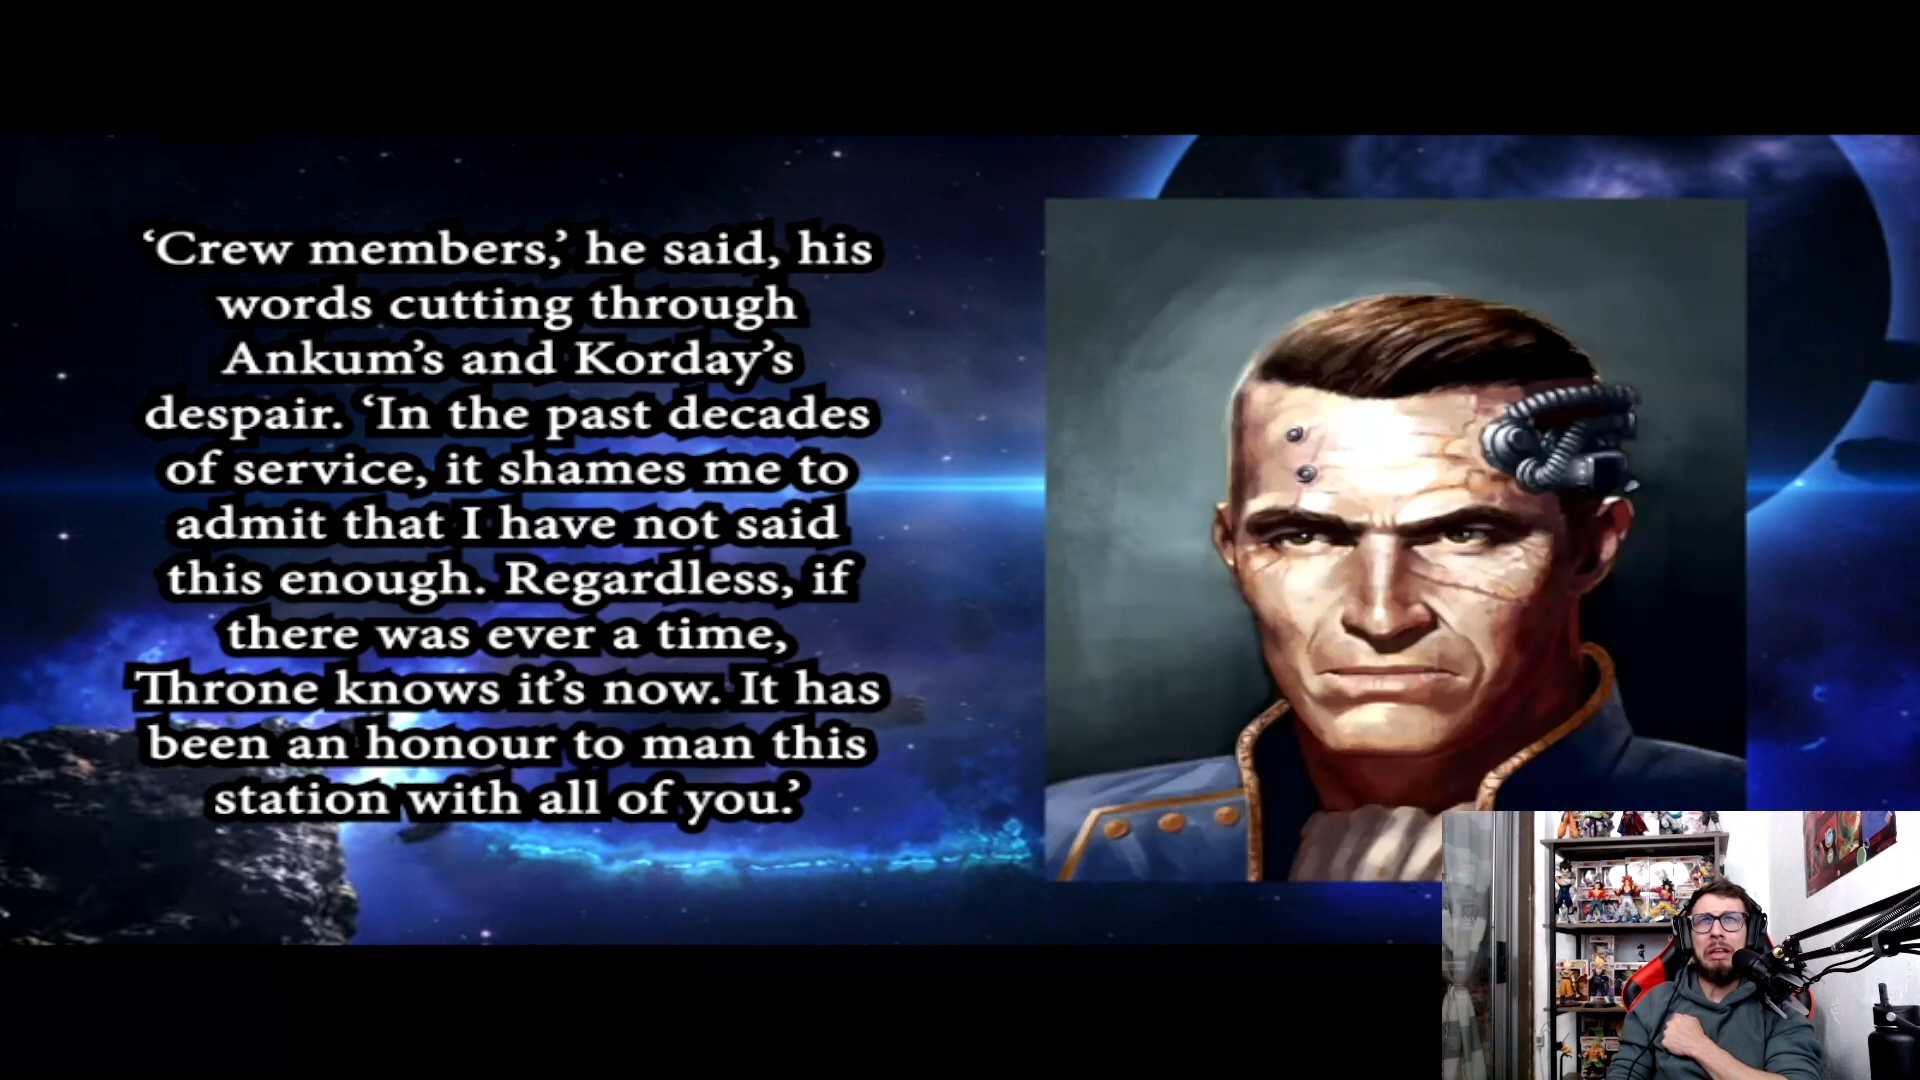 ‘Crew members,’ he said, his
words cutting through
Ankum’s and Korday’s
despair. ‘In the past decades
of service, it shames me to
admit that I have not said
this enough. Regardless, if
there was ever a time,
Throne knows it’s now. It has
been an honour to man this
station with all of you.’